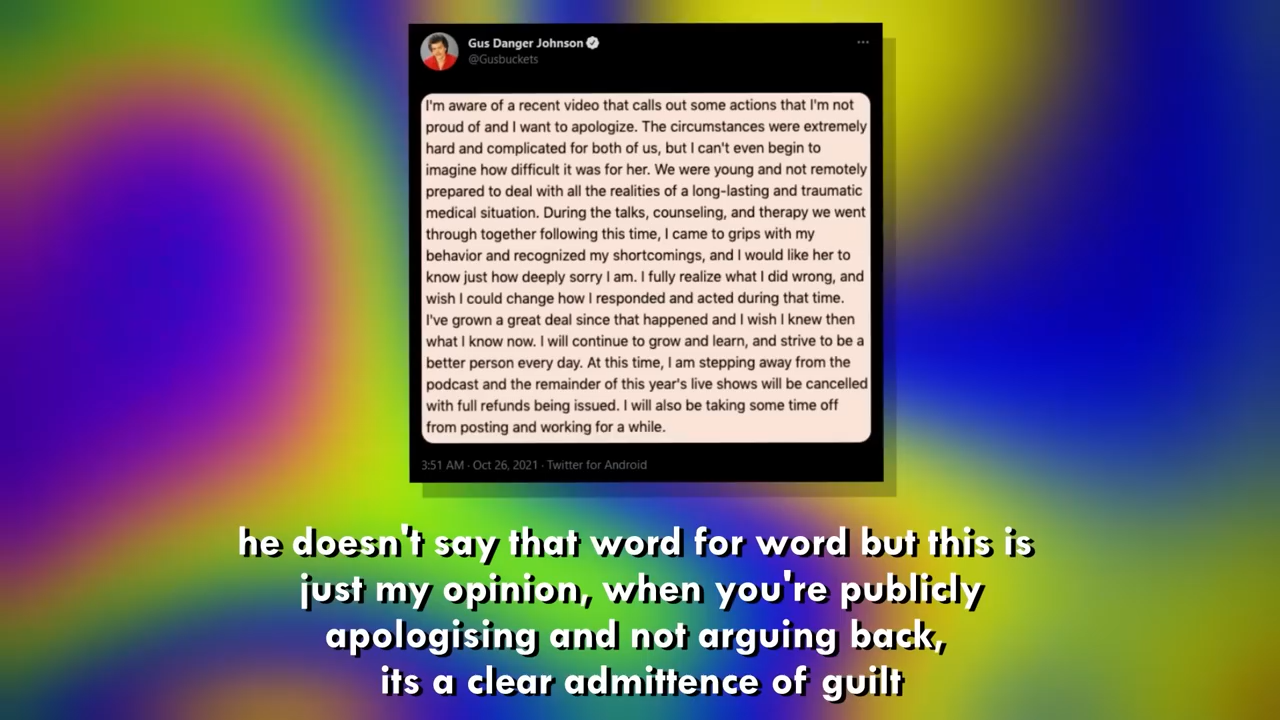 Gus Danger Johnson
@Gusbuckets
I'm aware of a recent video that calls out some actions that I'm not
proud of and I want to apologize. The circumstances were extremely
hard and complicated for both of us, but I can't even begin to
imagine how difficult it was for her. We were young and not remotely
prepared to deal with all the realities of a long-lasting and traumatic
medical situation. During the talks, counseling, and therapy we went
through together following this time, I came to grips with my
behavior and recognized my shortcomings, and I would like her to
know just how deeply sorry I am. I fully realize what I did wrong, and
wish I could change how I responded and acted during that time.
I've grown a great deal since that happened and I wish I knew then
what I know now. I will continue to grow and learn, and strive to be a
better person every day. At this time, I am stepping away from the
podcast and the remainder of this year's live shows will be cancelled
with full refunds being issued. I will also be taking some time off
from posting and working for a while.
3:51 AM · Oct 26, 2021 · Twitter for Android
he doesn't say that word for word but this is
just my opinion, when you're publicly
apologising and not arguing back,
its a clear admittence of guilt